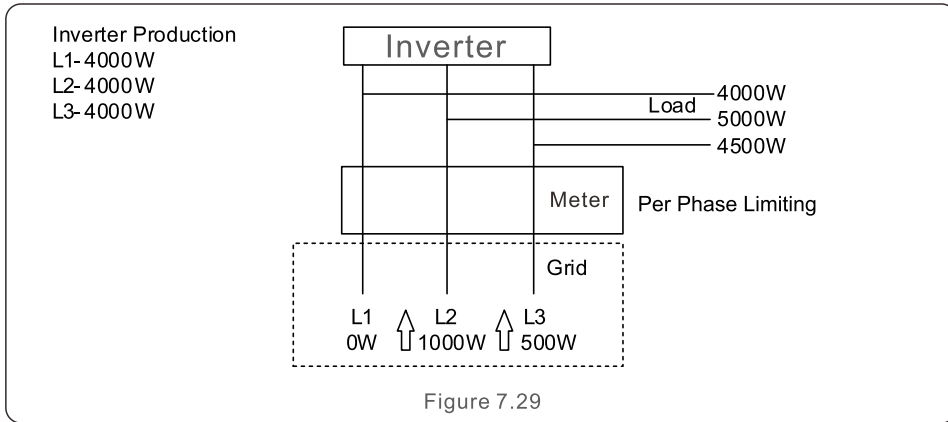 Inverter Production
L1-4000W
L2-4000W
L3-4000W
Inverter
4000W
Load
5000W
4500W
Meter
Per Phase Limiting
Grid
L1 L2 L3
0W 1000W 500W
Figure 7.29